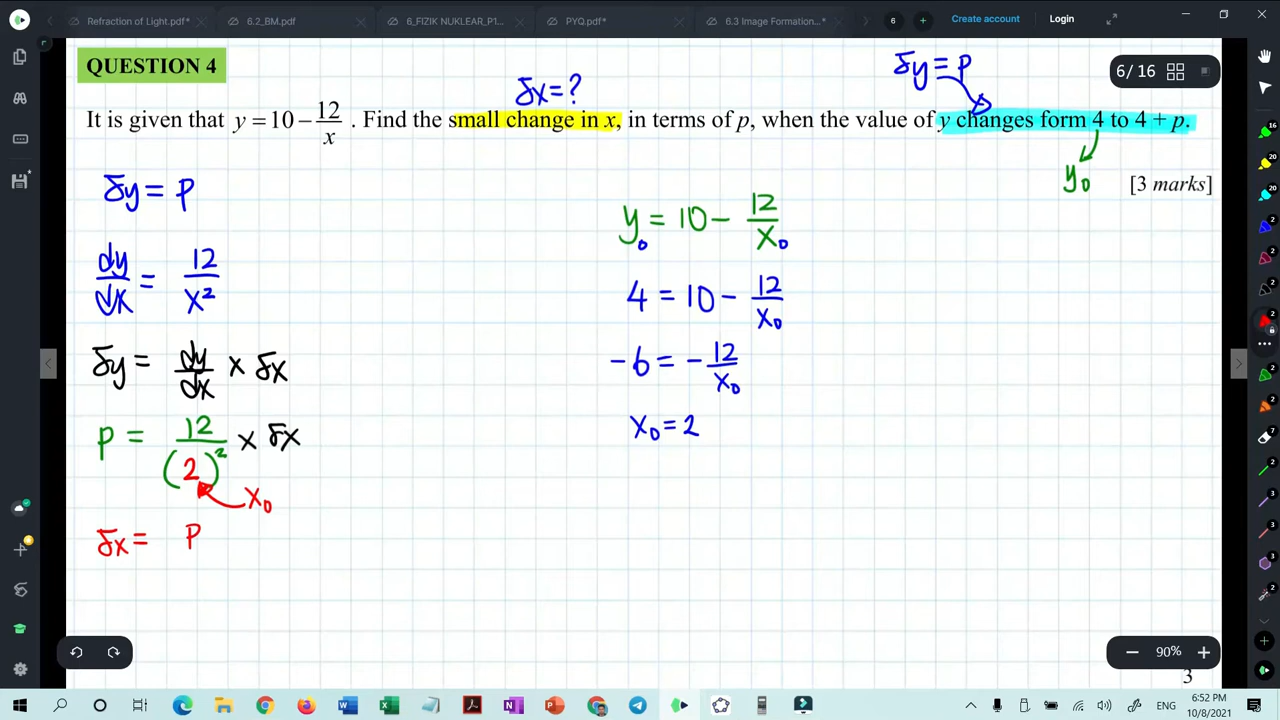 Refraction of Light.pdf*
6.2_BM.pdf
6_FIZIK NUKLEAR_P1...
PYQ.pdf*
6.3 Image Formation...*
6
Create account
Login
QUESTION 4
δx = ?
δy = p
6/16
It is given that y = 10 − 12/x . Find the small change in x, in terms of p, when the value of y changes form 4 to 4 + p.
y₀
[3 marks]
δy = p
dy/dx = 12/x²
δy = dy/dx × δx
p = 12/(2)² × δx
x₀
δx = p
y₀ = 10 − 12/x₀
4 = 10 − 12/x₀
−6 = −12/x₀
x₀ = 2
90%
3
ENG
6:52 PM
10/8/2021